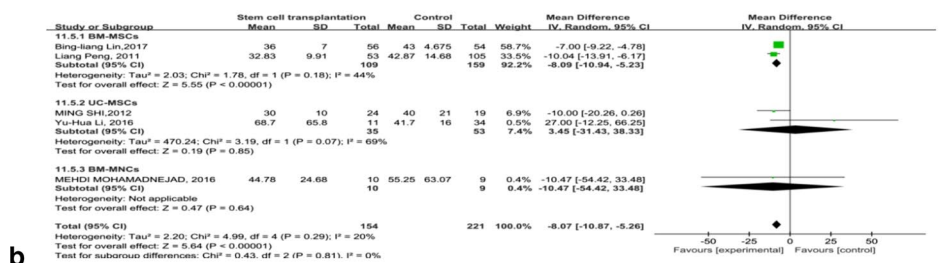 Stem cell transplantation Control Mean Difference Mean Difference
Study or Subgroup Mean SD Total Mean SD Total Weight IV, Random, 95% CI IV, Random, 95% CI
11.5.1 BM-MSCs
Bing-liang Lin,2017 36 7 56 43 4.675 54 58.7% -7.00 [-9.22, -4.78]
Liang Peng, 2011 32.83 9.91 53 42.87 14.68 105 33.5% -10.04 [-13.91, -6.17]
Subtotal (95% CI) 109 159 92.2% -8.09 [-10.94, -5.23]
Heterogeneity: Tau² = 2.03; Chi² = 1.78, df = 1 (P = 0.18); I² = 44%
Test for overall effect: Z = 5.55 (P < 0.00001)
11.5.2 UC-MSCs
MING SHI,2012 30 10 24 40 21 19 6.9% -10.00 [-20.26, 0.26]
Yu-Hua Li, 2016 68.7 65.8 11 41.7 16 34 0.5% 27.00 [-12.25, 66.25]
Subtotal (95% CI) 35 53 7.4% 3.45 [-31.43, 38.33]
Heterogeneity: Tau² = 470.24; Chi² = 3.19, df = 1 (P = 0.07); I² = 69%
Test for overall effect: Z = 0.19 (P = 0.85)
11.5.3 BM-MNCs
MEHDI MOHAMADNEJAD, 2016 44.78 24.68 10 55.25 63.07 9 0.4% -10.47 [-54.42, 33.48]
Subtotal (95% CI) 10 9 0.4% -10.47 [-54.42, 33.48]
Heterogeneity: Not applicable
Test for overall effect: Z = 0.47 (P = 0.64)
Total (95% CI) 154 221 100.0% -8.07 [-10.87, -5.26]
Heterogeneity: Tau² = 2.20; Chi² = 4.99, df = 4 (P = 0.29); I² = 20%
Test for overall effect: Z = 5.64 (P < 0.00001)
Test for subgroup differences: Chi² = 0.43, df = 2 (P = 0.81), I² = 0%
-50 -25 0 25 50
Favours [experimental] Favours [control]
b